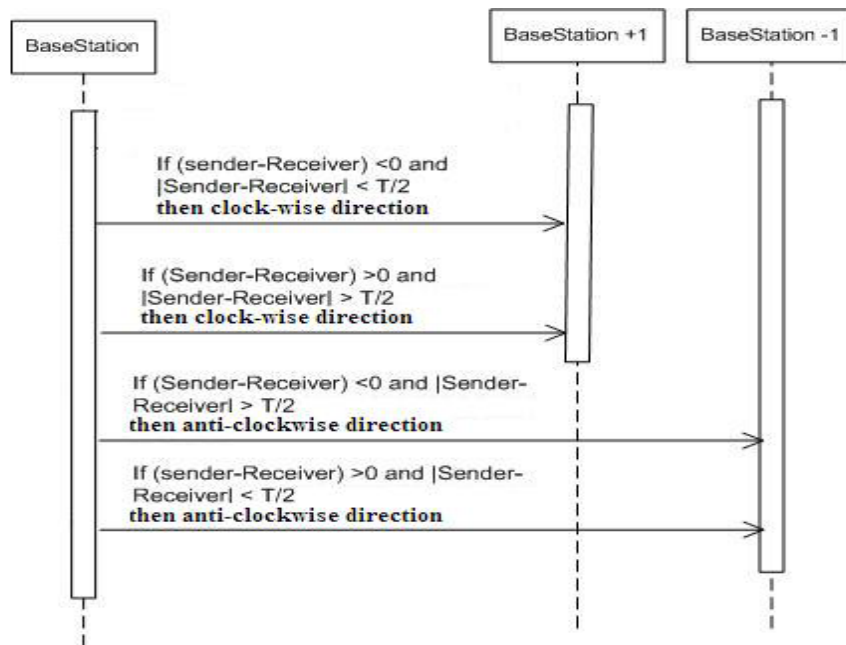 BaseStation
BaseStation +1
BaseStation -1
If (sender-Receiver) <0 and
|Sender-Receiver| < T/2
then clock-wise direction
If (Sender-Receiver) >0 and
|Sender-Receiver| > T/2
then clock-wise direction
If (Sender-Receiver) <0 and |Sender-
Receiver| > T/2
then anti-clockwise direction
If (sender-Receiver) >0 and |Sender-
Receiver| < T/2
then anti-clockwise direction